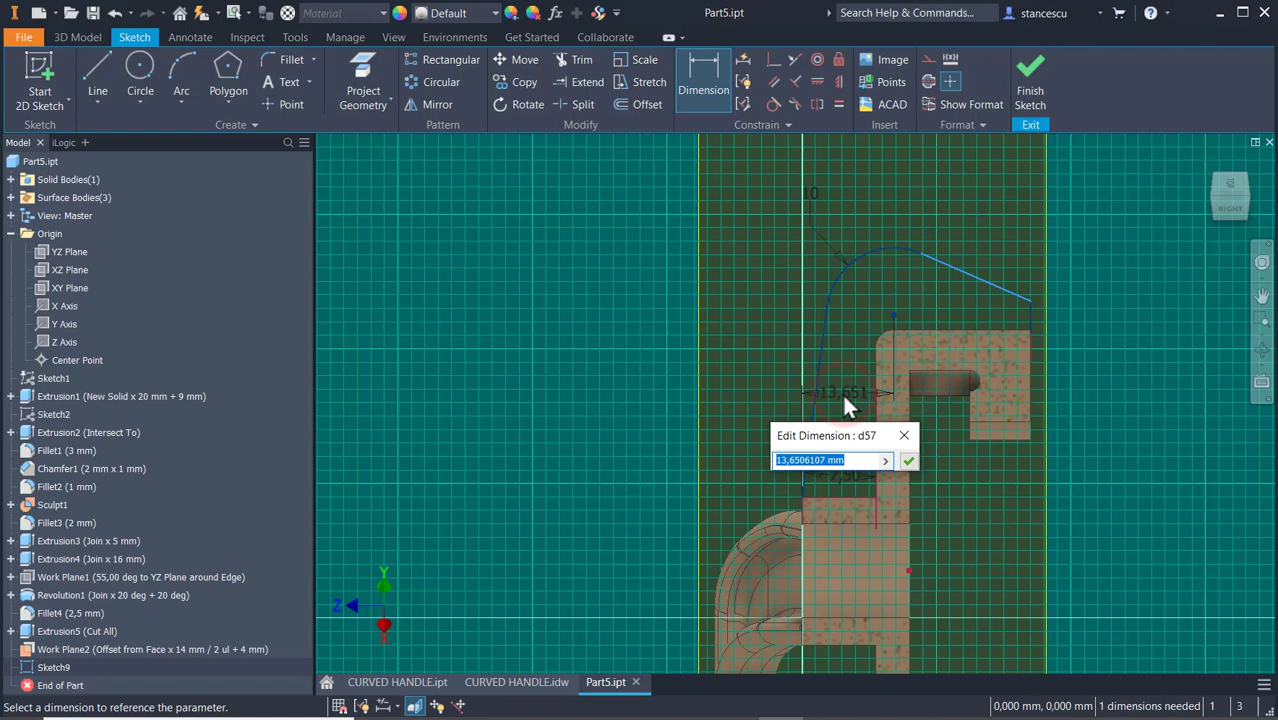 Material
Default
Part5.ipt
Search Help & Commands...
stancescu
File
3D Model
Sketch
Annotate
Inspect
Tools
Manage
View
Environments
Get Started
Collaborate
Start
2D Sketch
Line
Circle
Arc
Polygon
Fillet
Text
Point
Project
Geometry
Rectangular
Circular
Mirror
Move
Copy
Rotate
Trim
Extend
Split
Scale
Stretch
Offset
Dimension
Image
Points
ACAD
Show Format
Finish
Sketch
Sketch
Create
Pattern
Modify
Constrain
Insert
Format
Exit
Model
iLogic
Part5.ipt
Solid Bodies(1)
Surface Bodies(3)
View: Master
Origin
YZ Plane
XZ Plane
XY Plane
X Axis
Y Axis
Z Axis
Center Point
Sketch1
Extrusion1 (New Solid x 20 mm + 9 mm)
Sketch2
Extrusion2 (Intersect To)
Fillet1 (3 mm)
Chamfer1 (2 mm x 1 mm)
Fillet2 (1 mm)
Sculpt1
Fillet3 (2 mm)
Extrusion3 (Join x 5 mm)
Extrusion4 (Join x 16 mm)
Work Plane1 (55,00 deg to YZ Plane around Edge)
Revolution1 (Join x 20 deg + 20 deg)
Fillet4 (2,5 mm)
Extrusion5 (Cut All)
Work Plane2 (Offset from Face x 14 mm / 2 ul + 4 mm)
Sketch9
End of Part
10
13,651
Edit Dimension : d57
13,6506107 mm
7,50
TOP
RIGHT
Y
Z
X
CURVED HANDLE.ipt
CURVED HANDLE.idw
Part5.ipt
Select a dimension to reference the parameter.
0,000 mm, 0,000 mm
1 dimensions needed
1
3